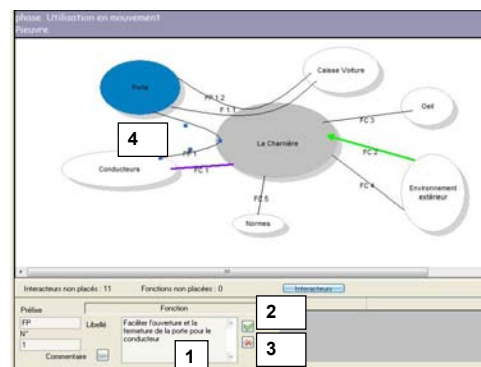 phase Utilisation en mouvement
Pieuvre
Porte
Caisse Voiture
FP 1.2
F 1.1
Oeil
FC 3
4
La Charnière
FP 1
Conducteurs
FC 1
FC 2
FC 4
Environnement
extérieur
FC 5
Normes
Interacteurs non placés : 11
Fonctions non placées : 0
Interacteurs
Préfixe
Fonction
FP
Libellé
Faciliter l'ouverture et la
fermeture de la porte pour le
conducteur
N°
1
Commentaire
1
2
3